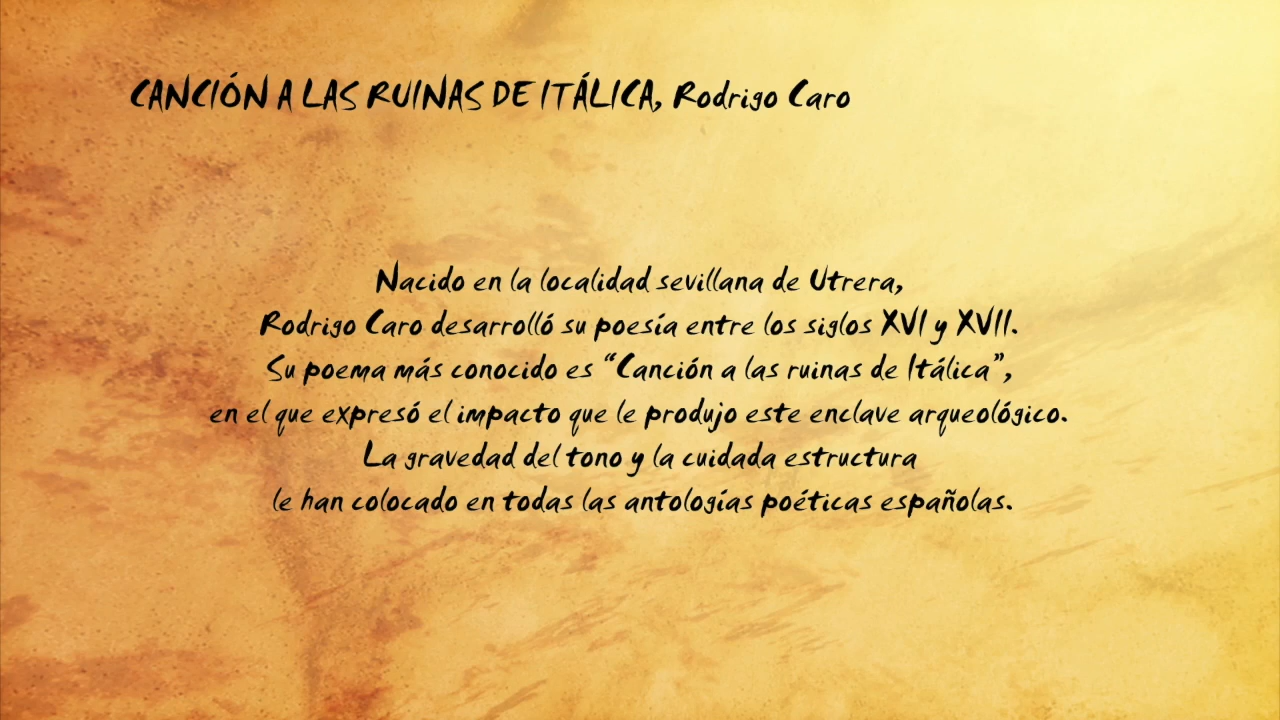 CANCIÓN A LAS RUINAS DE ITÁLICA, Rodrigo Caro
Nacido en la localidad sevillana de Utrera,
Rodrigo Caro desarrolló su poesía entre los siglos XVI y XVII.
Su poema más conocido es “Canción a las ruinas de Itálica”,
en el que expresó el impacto que le produjo este enclave arqueológico.
La gravedad del tono y la cuidada estructura
le han colocado en todas las antologías poéticas españolas.